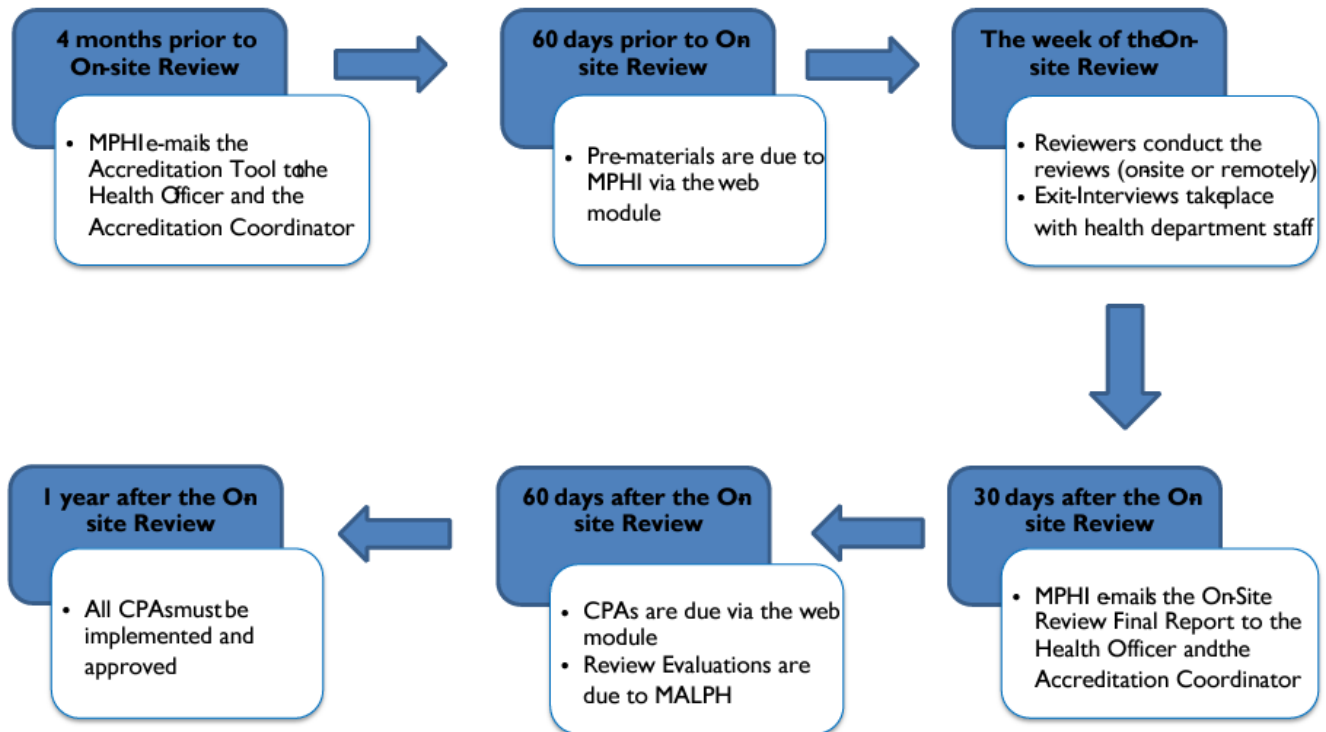 4 months prior to
On-site Review
• MPHI e-mails the
Accreditation Tool to the
Health Officer and the
Accreditation Coordinator
60 days prior to On-
site Review
• Pre-materials are due to
MPHI via the web
module
The week of the On-
site Review
• Reviewers conduct the
reviews (on-site or remotely)
• Exit-Interviews take place
with health department staff
30 days after the On-
site Review
• MPHI e-mails the On-Site
Review Final Report to the
Health Officer and the
Accreditation Coordinator
60 days after the On-
site Review
• CPAs are due via the web
module
• Review Evaluations are
due to MALPH
1 year after the On-
site Review
• All CPAs must be
implemented and
approved